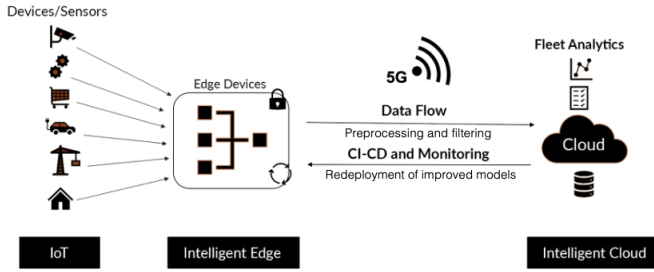 Devices/Sensors
Fleet Analytics
5G
Edge Devices
Data Flow
Preprocessing and filtering
Cloud
CI-CD and Monitoring
Redeployment of improved models
IoT
Intelligent Edge
Intelligent Cloud